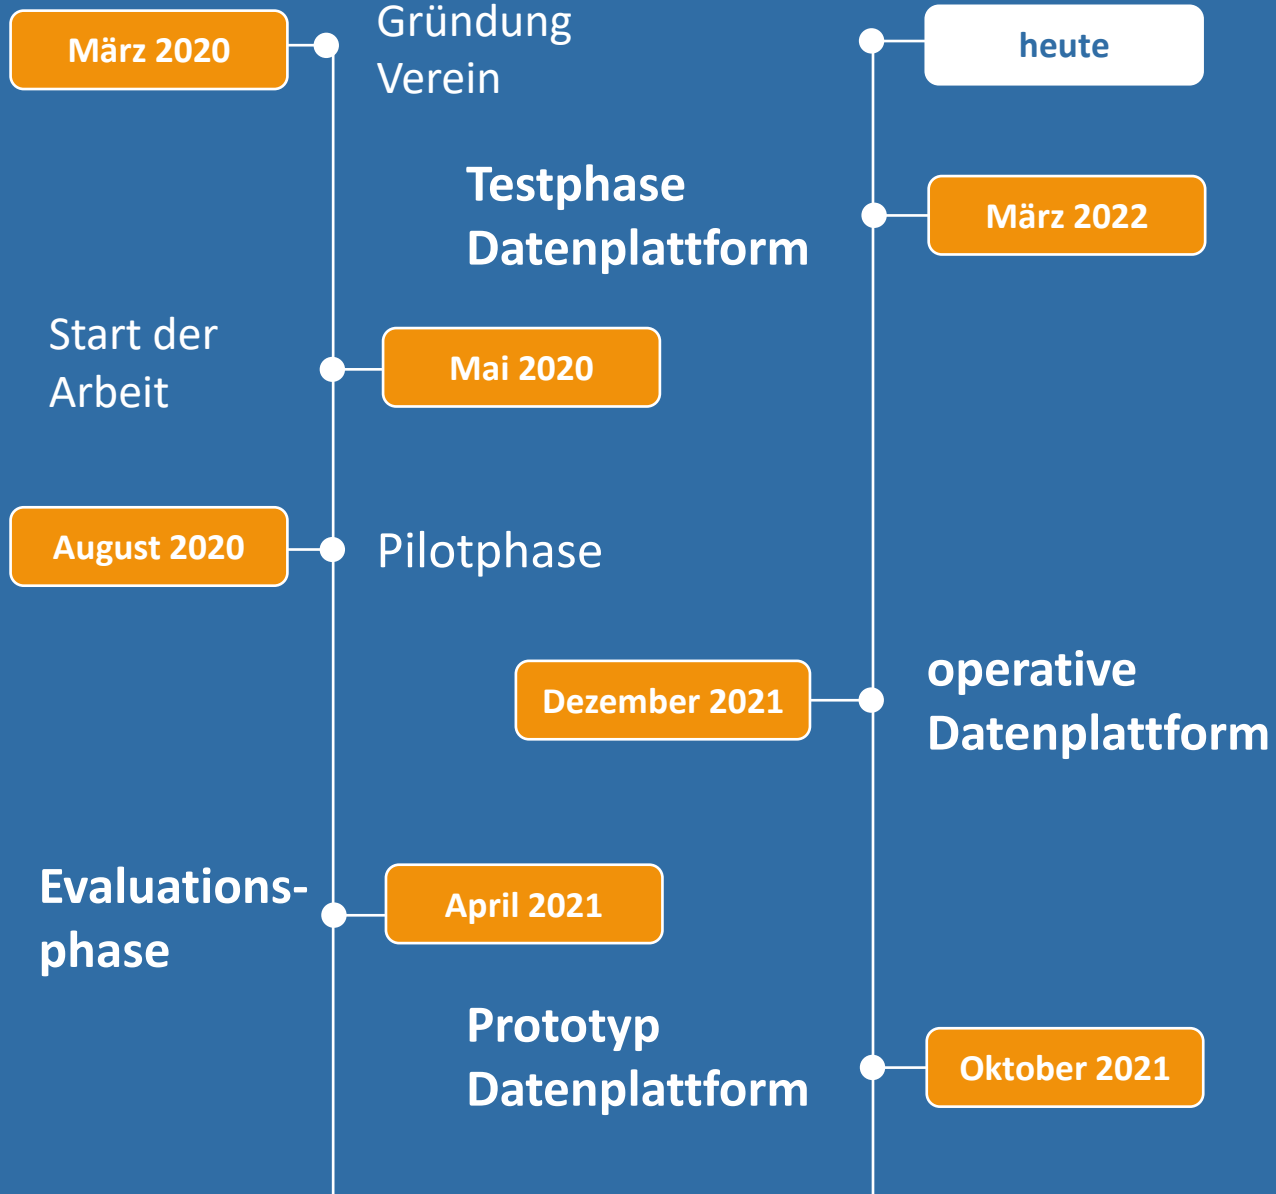 März 2020
Gründung
Verein
heute
Testphase
Datenplattform
März 2022
Start der
Arbeit
Mai 2020
August 2020
Pilotphase
Dezember 2021
operative
Datenplattform
Evaluations-
phase
April 2021
Prototyp
Datenplattform
Oktober 2021